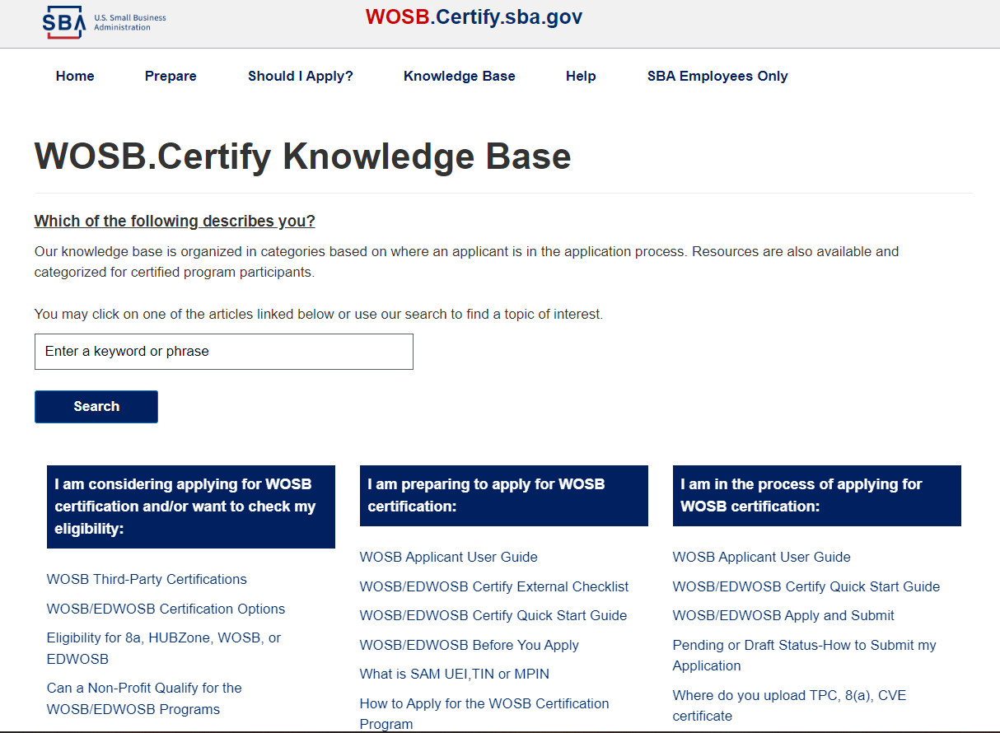 SBA U.S. Small Business
Administration
WOSB.Certify.sba.gov
Home Prepare Should I Apply? Knowledge Base Help SBA Employees Only
WOSB.Certify Knowledge Base
Which of the following describes you?
Our knowledge base is organized in categories based on where an applicant is in the application process. Resources are also available and
categorized for certified program participants.
You may click on one of the articles linked below or use our search to find a topic of interest.
Enter a keyword or phrase
Search
I am considering applying for WOSB
certification and/or want to check my
eligibility:
WOSB Third-Party Certifications
WOSB/EDWOSB Certification Options
Eligibility for 8a, HUBZone, WOSB, or
EDWOSB
Can a Non-Profit Qualify for the
WOSB/EDWOSB Programs
I am preparing to apply for WOSB
certification:
WOSB Applicant User Guide
WOSB/EDWOSB Certify External Checklist
WOSB/EDWOSB Certify Quick Start Guide
WOSB/EDWOSB Before You Apply
What is SAM UEI,TIN or MPIN
How to Apply for the WOSB Certification
Program
I am in the process of applying for
WOSB certification:
WOSB Applicant User Guide
WOSB/EDWOSB Certify Quick Start Guide
WOSB/EDWOSB Apply and Submit
Pending or Draft Status-How to Submit my
Application
Where do you upload TPC, 8(a), CVE
certificate